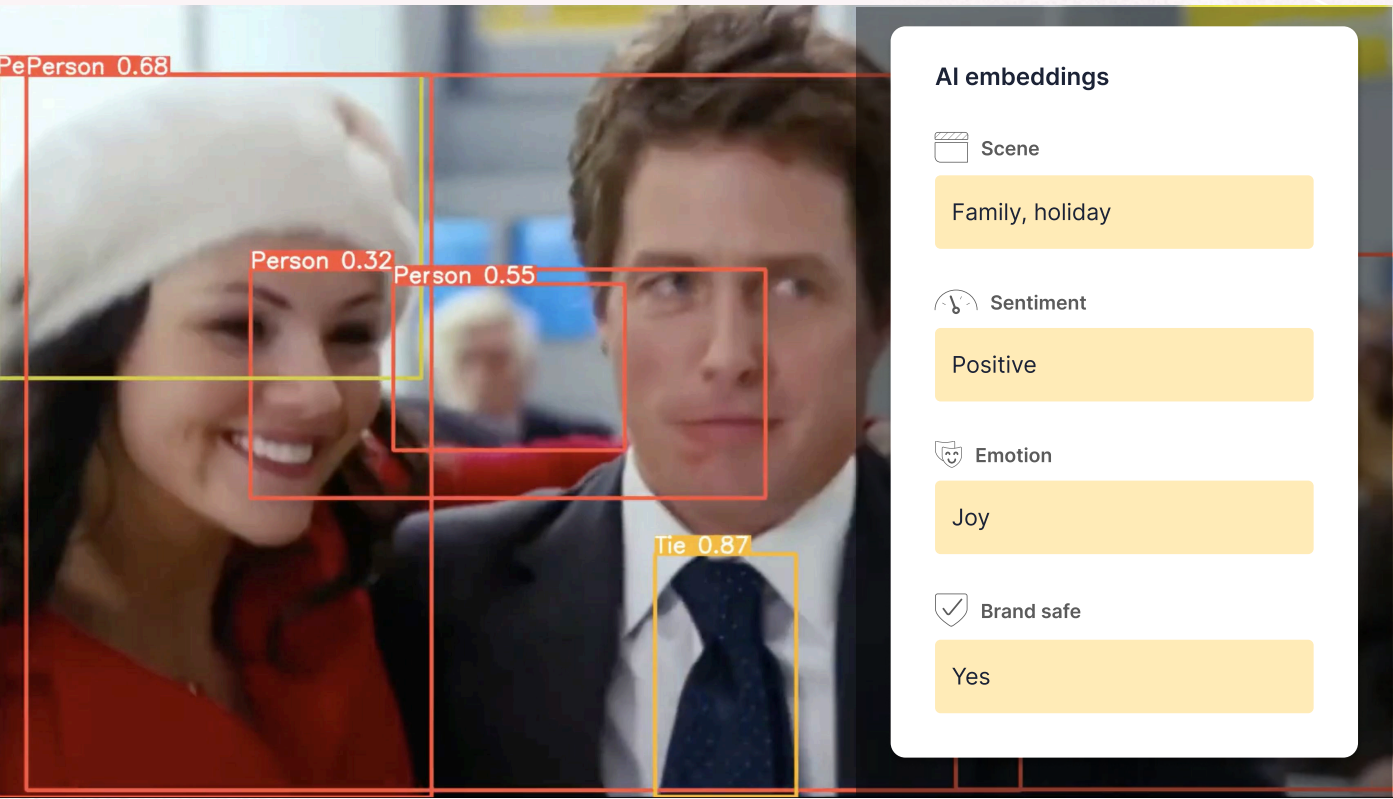 PePerson 0.68
Person 0.32
Person 0.55
Tie 0.87
AI embeddings
Scene
Family, holiday
Sentiment
Positive
Emotion
Joy
Brand safe
Yes